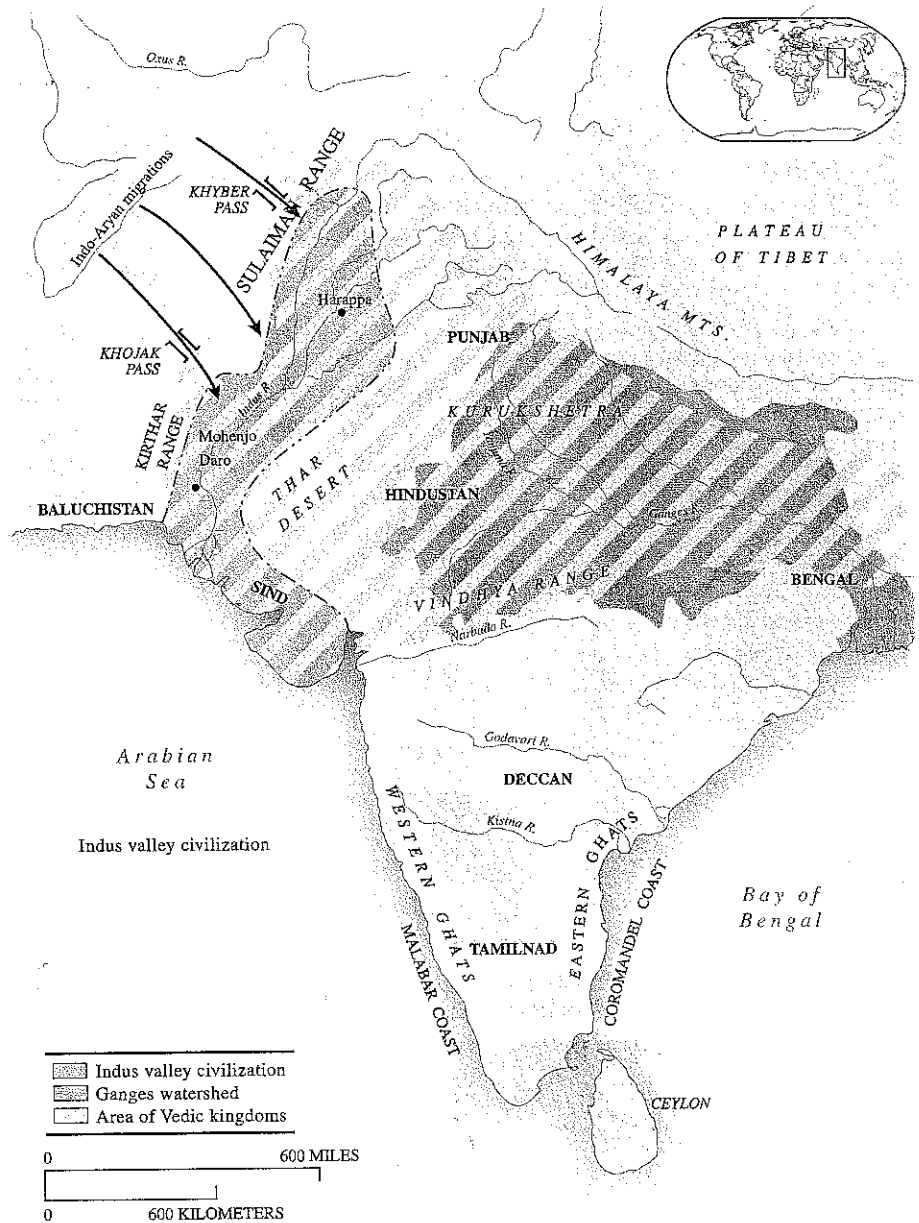 Oxus R.
Indo-Aryan migrations
KHYBER
PASS
SULAIMAN RANGE
PLATEAU
OF TIBET
HIMALAYA MTS.
Harappa
PUNJAB
KHOJAK
PASS
Indus R.
KURUKSHETRA
KIRTHAR
RANGE
Mohenjo
Daro
THAR
DESERT
HINDUSTAN
Ganges R.
BALUCHISTAN
SIND
VINDHYA RANGE
BENGAL
Narbada R.
Arabian
Sea
Godavari R.
DECCAN
Kistna R.
Indus valley civilization
WESTERN GHATS
EASTERN GHATS
Bay of
Bengal
TAMILNAD
MALABAR COAST
COROMANDEL COAST
CEYLON
Indus valley civilization
Ganges watershed
Area of Vedic kingdoms
0 600 MILES
0 600 KILOMETERS